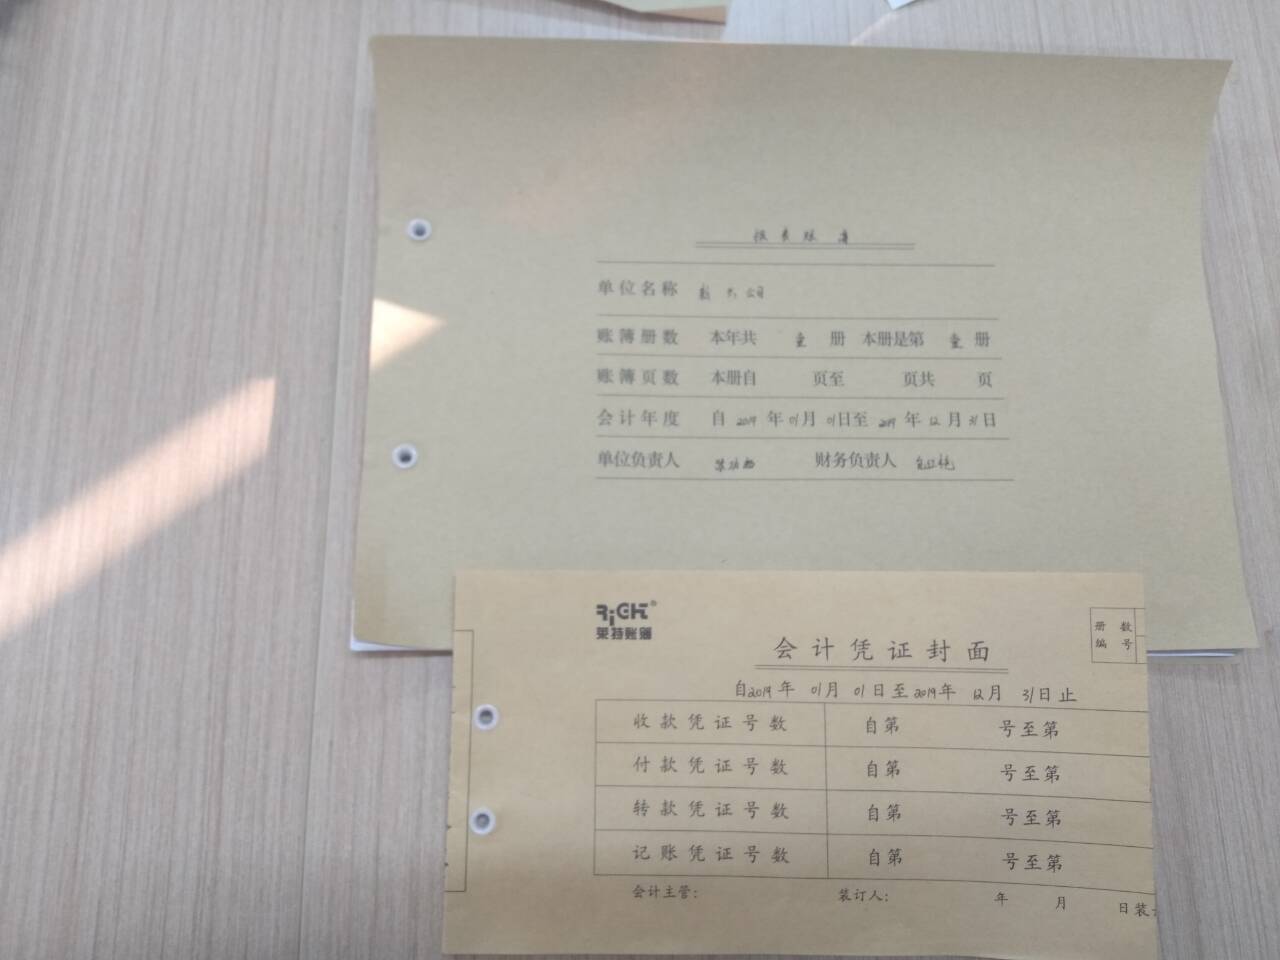 报表账簿
单位名称 公司
账簿册数 本年共 壹 册 本册是第 壹 册
账簿页数 本册自 页至 页共 页
会计年度 自 2019 年 01月 01日至 2019 年 12 月 31日
单位负责人 财务负责人
RiGHT®
莱特账簿
册 数
编 号
会计凭证封面
自2019年 01月 01日至2019年 12月 31日止
收款凭证号数 自第 号至第
付款凭证号数 自第 号至第
转款凭证号数 自第 号至第
记账凭证号数 自第 号至第
会计主管: 装订人: 年 月 日装